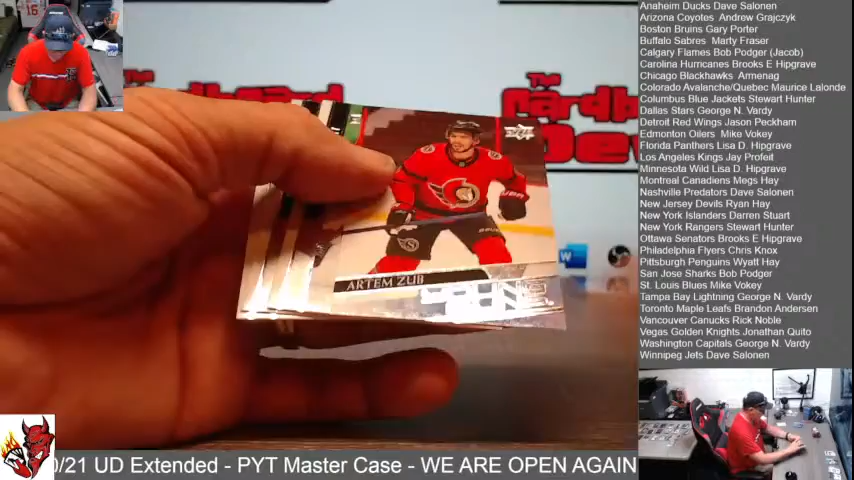 Anaheim Ducks Dave Salonen
Arizona Coyotes Andrew Grajczyk
Boston Bruins Gary Porter
Buffalo Sabres Marty Fraser
Calgary Flames Bob Podger (Jacob)
Carolina Hurricanes Brooks E Hipgrave
Chicago Blackhawks Armenag
Colorado Avalanche/Quebec Maurice Lalonde
Columbus Blue Jackets Stewart Hunter
Dallas Stars George N. Vardy
Detroit Red Wings Jason Peckham
Edmonton Oilers Mike Vokey
Florida Panthers Lisa D. Hipgrave
Los Angeles Kings Jay Profeit
Minnesota Wild Lisa D. Hipgrave
Montreal Canadiens Megs Hay
Nashville Predators Dave Salonen
New Jersey Devils Ryan Hay
New York Islanders Darren Stuart
New York Rangers Stewart Hunter
Ottawa Senators Brooks E Hipgrave
Philadelphia Flyers Chris Knox
Pittsburgh Penguins Wyatt Hay
San Jose Sharks Bob Podger
St. Louis Blues Mike Vokey
Tampa Bay Lightning George N. Vardy
Toronto Maple Leafs Brandon Andersen
Vancouver Canucks Rick Noble
Vegas Golden Knights Jonathan Quito
Washington Capitals George N. Vardy
Winnipeg Jets Dave Salonen
The
The
ARTEM ZUB
0/21 UD Extended - PYT Master Case - WE ARE OPEN AGAIN